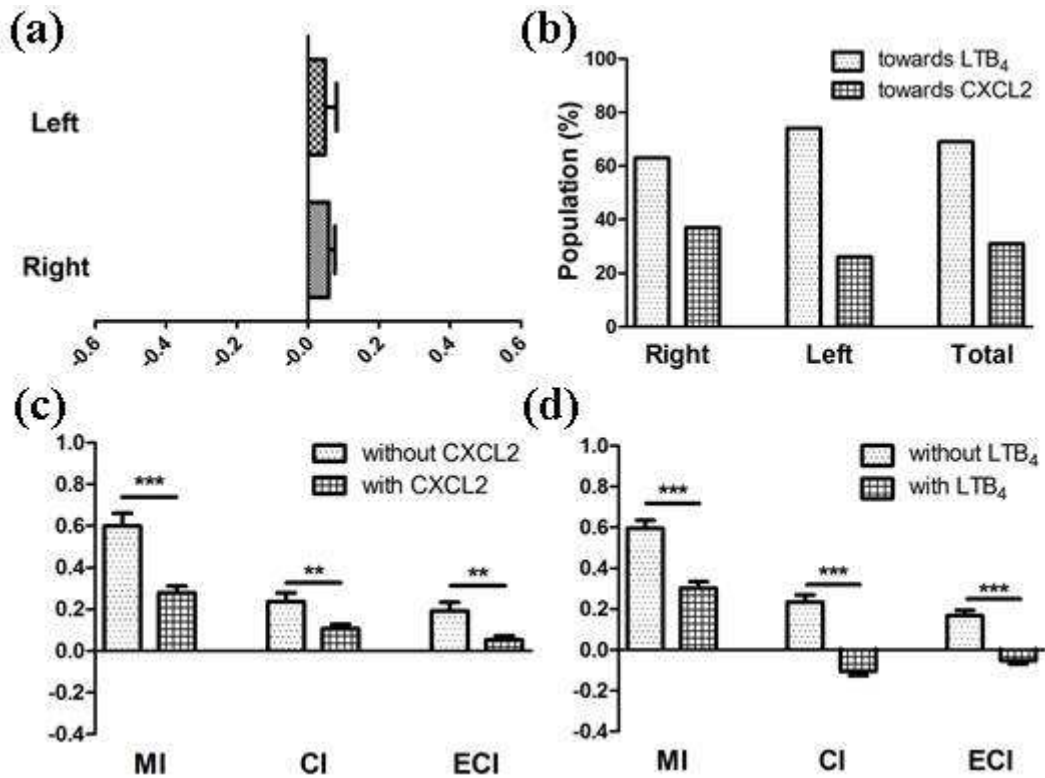 (a)
Left
Right
-0.6 -0.4 -0.2 -0.0 0.2 0.4 0.6
(b)
towards LTB₄
towards CXCL2
Population (%)
100
80
60
40
20
0
Right Left Total
(c)
without CXCL2
with CXCL2
1.0
0.8
0.6
0.4
0.2
0.0
-0.2
-0.4
*** ** **
MI CI ECI
(d)
without LTB₄
with LTB₄
1.0
0.8
0.6
0.4
0.2
0.0
-0.2
-0.4
*** *** ***
MI CI ECI